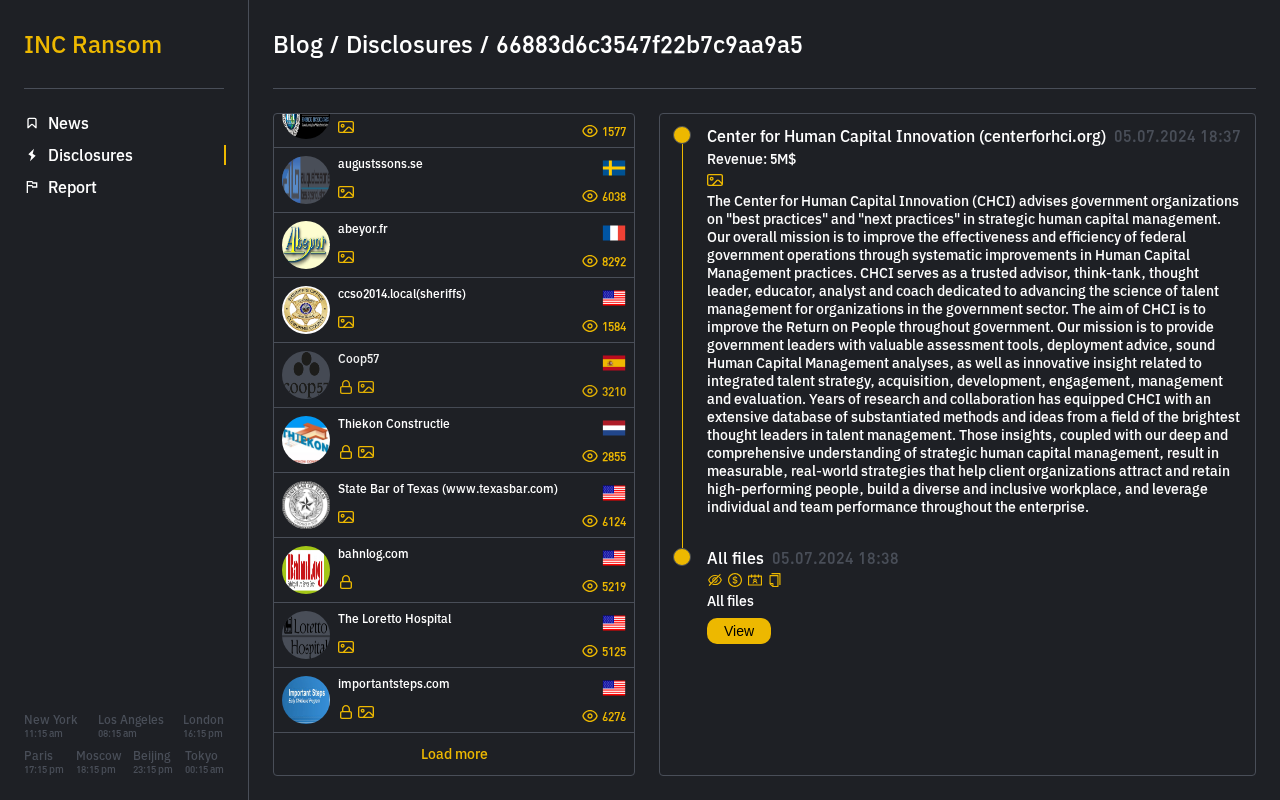 INC Ransom
News
Disclosures
Report
New York
11:15 am
Los Angeles
08:15 am
London
16:15 pm
Paris
17:15 pm
Moscow
18:15 pm
Beijing
23:15 pm
Tokyo
00:15 am
Blog / Disclosures / 66883d6c3547f22b7c9aa9a5
1577
augustssons.se
6038
abeyor.fr
Abeyor
8292
ccso2014.local(sheriffs)
1584
Coop57
coop57
3210
Thiekon Constructie
THIEKON
2855
State Bar of Texas (www.texasbar.com)
6124
bahnlog.com
BahnLog
5219
The Loretto Hospital
Loretto
Hospital
5125
importantsteps.com
Important Steps
6276
Load more
Center for Human Capital Innovation (centerforhci.org) 05.07.2024 18:37
Revenue: 5M$
The Center for Human Capital Innovation (CHCI) advises government organizations
on "best practices" and "next practices" in strategic human capital management.
Our overall mission is to improve the effectiveness and efficiency of federal
government operations through systematic improvements in Human Capital
Management practices. CHCI serves as a trusted advisor, think-tank, thought
leader, educator, analyst and coach dedicated to advancing the science of talent
management for organizations in the government sector. The aim of CHCI is to
improve the Return on People throughout government. Our mission is to provide
government leaders with valuable assessment tools, deployment advice, sound
Human Capital Management analyses, as well as innovative insight related to
integrated talent strategy, acquisition, development, engagement, management
and evaluation. Years of research and collaboration has equipped CHCI with an
extensive database of substantiated methods and ideas from a field of the brightest
thought leaders in talent management. Those insights, coupled with our deep and
comprehensive understanding of strategic human capital management, result in
measurable, real-world strategies that help client organizations attract and retain
high-performing people, build a diverse and inclusive workplace, and leverage
individual and team performance throughout the enterprise.
All files 05.07.2024 18:38
All files
View